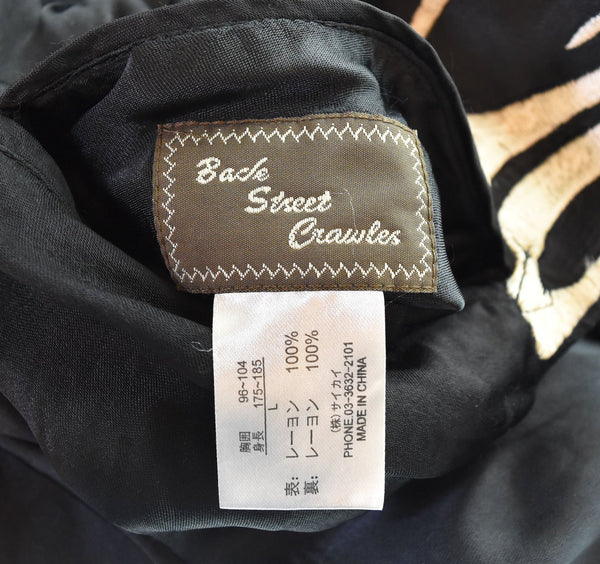 Back
Street
Crawles
胸囲 96~104
身長 175~185
L
表: レーヨン 100%
裏: レーヨン 100%
(株)サイカイ
PHONE.03-3632-2101
MADE IN CHINA